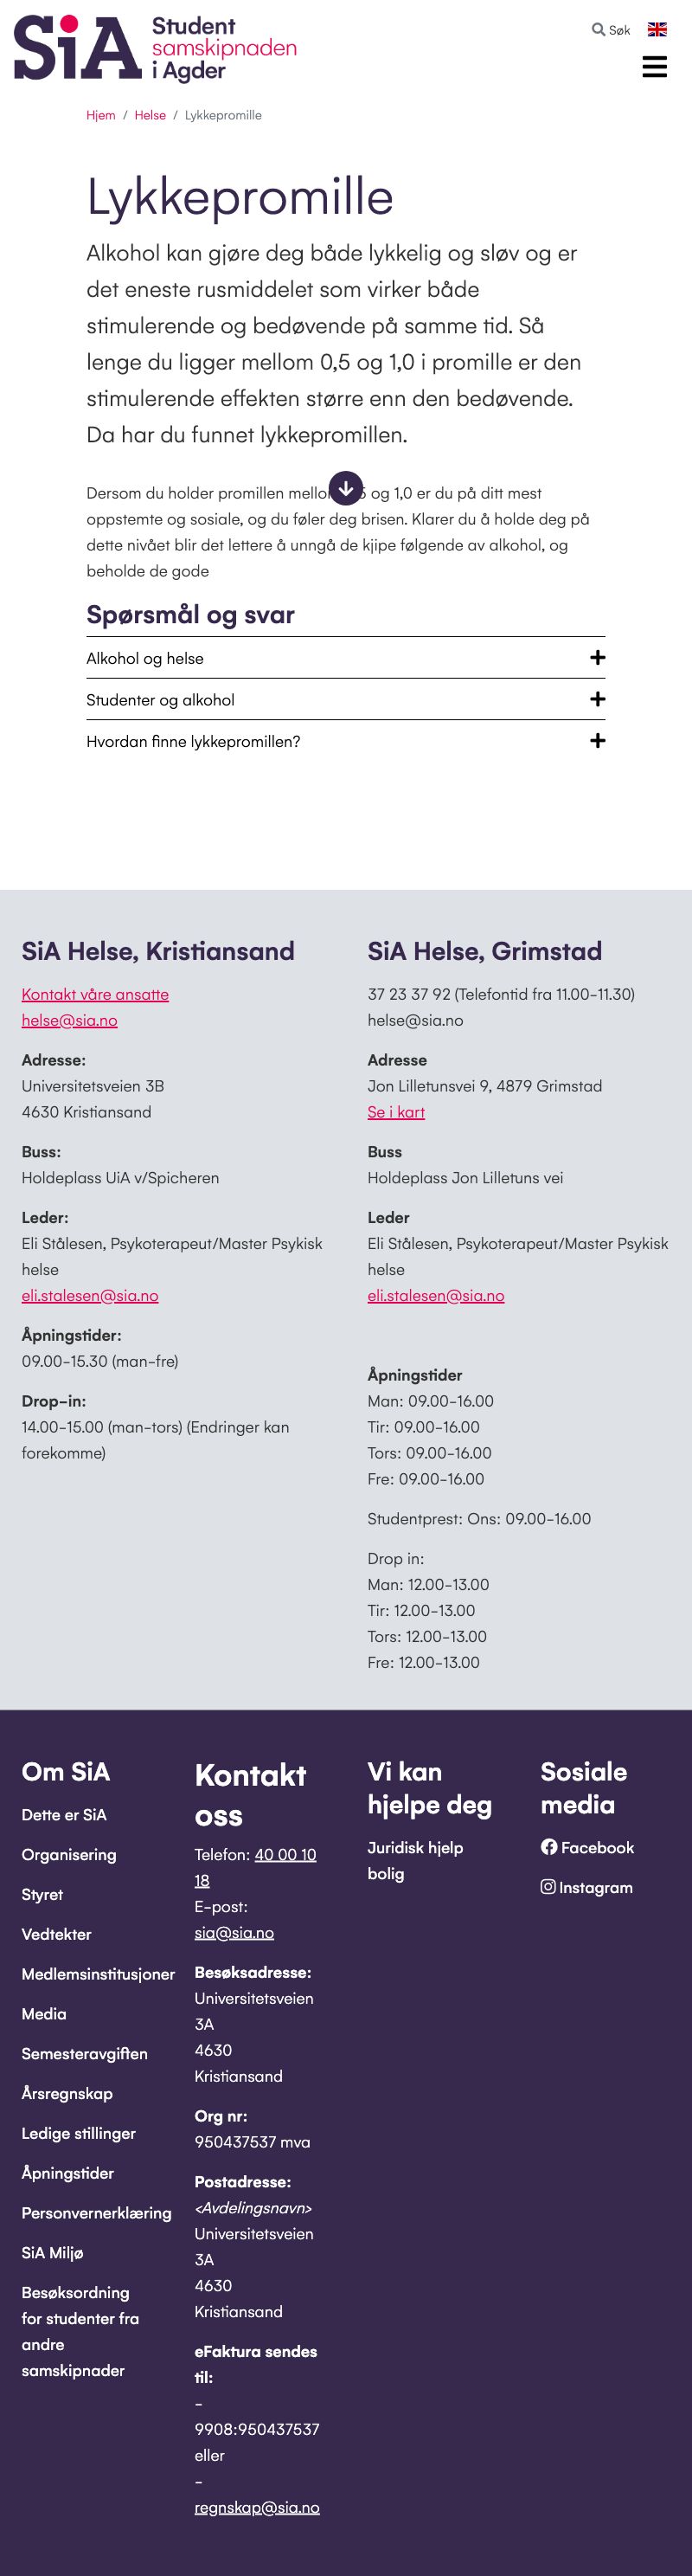 SiA Student
samskipnaden
i Agder
Søk
Hjem / Helse / Lykkepromille
Lykkepromille
Alkohol kan gjøre deg både lykkelig og sløv og er
det eneste rusmiddelet som virker både
stimulerende og bedøvende på samme tid. Så
lenge du ligger mellom 0,5 og 1,0 i promille er den
stimulerende effekten større enn den bedøvende.
Da har du funnet lykkepromillen.
Dersom du holder promillen og 1,0 er du på ditt mest
oppstemte og sosiale, og du føler deg brisen. Klarer du å holde deg på
dette nivået blir det lettere å unngå de kjipe følgende av alkohol, og
beholde de gode
Spørsmål og svar
Alkohol og helse
Studenter og alkohol
Hvordan finne lykkepromillen?
SiA Helse, Kristiansand
Kontakt våre ansatte
helse@sia.no
Adresse:
Universitetsveien 3B
4630 Kristiansand
Buss:
Holdeplass UiA v/Spicheren
Leder:
Eli Stålesen, Psykoterapeut/Master Psykisk
helse
eli.stalesen@sia.no
Åpningstider:
09.00-15.30 (man-fre)
Drop-in:
14.00-15.00 (man-tors) (Endringer kan
forekomme)
SiA Helse, Grimstad
37 23 37 92 (Telefontid fra 11.00-11.30)
helse@sia.no
Adresse
Jon Lilletunsvei 9, 4879 Grimstad
Se i kart
Buss
Holdeplass Jon Lilletuns vei
Leder
Eli Stålesen, Psykoterapeut/Master Psykisk
helse
eli.stalesen@sia.no
Åpningstider
Man: 09.00-16.00
Tir: 09.00-16.00
Tors: 09.00-16.00
Fre: 09.00-16.00
Studentprest: Ons: 09.00-16.00
Drop in:
Man: 12.00-13.00
Tir: 12.00-13.00
Tors: 12.00-13.00
Fre: 12.00-13.00
Om SiA
Dette er SiA
Organisering
Styret
Vedtekter
Medlemsinstitusjoner
Media
Semesteravgiften
Årsregnskap
Ledige stillinger
Åpningstider
Personvernerklæring
SiA Miljø
Besøksordning
for studenter fra
andre
samskipnader
Kontakt
oss
Telefon: 40 00 10
18
E-post:
sia@sia.no
Besøksadresse:
Universitetsveien
3A
4630
Kristiansand
Org nr:
950437537 mva
Postadresse:
<Avdelingsnavn>
Universitetsveien
3A
4630
Kristiansand
eFaktura sendes
til:
-
9908:950437537
eller
-
regnskap@sia.no
Vi kan
hjelpe deg
Juridisk hjelp
bolig
Sosiale
media
Facebook
Instagram